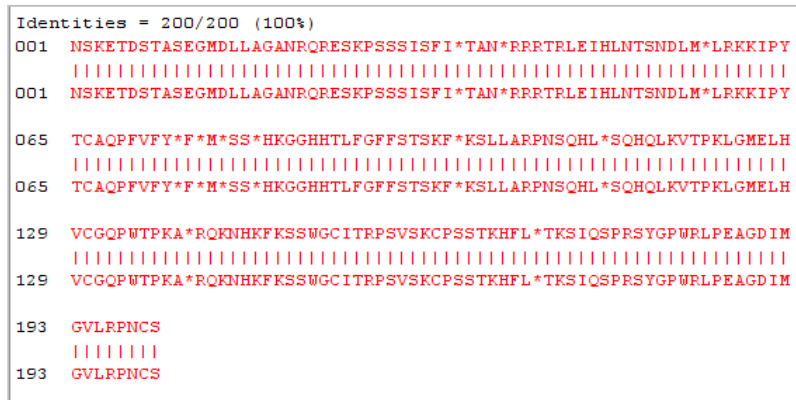 Identities = 200/200 (100%)
001 NSKETDSTASEGMDLLAGANRQRESKPSSSISFI*TAN*RRRTRLEIHLNTSNDLM*LRKKIPY
||||||||||||||||||||||||||||||||||||||||||||||||||||||||||||||||
001 NSKETDSTASEGMDLLAGANRQRESKPSSSISFI*TAN*RRRTRLEIHLNTSNDLM*LRKKIPY
065 TCAQPFVFY*F*M*SS*HKGGHHTLFGFFSTSKF*KSLLARPNSQHL*SQHQLKVTPKLGMELH
||||||||||||||||||||||||||||||||||||||||||||||||||||||||||||||||
065 TCAQPFVFY*F*M*SS*HKGGHHTLFGFFSTSKF*KSLLARPNSQHL*SQHQLKVTPKLGMELH
129 VCGQPWTPKA*RQKNHKFKSSWGCITRPSVSKCPSSTKHFL*TKSIQSPRSYGPWRLPEAGDIM
||||||||||||||||||||||||||||||||||||||||||||||||||||||||||||||||
129 VCGQPWTPKA*RQKNHKFKSSWGCITRPSVSKCPSSTKHFL*TKSIQSPRSYGPWRLPEAGDIM
193 GVLRPNCS
||||||||
193 GVLRPNCS